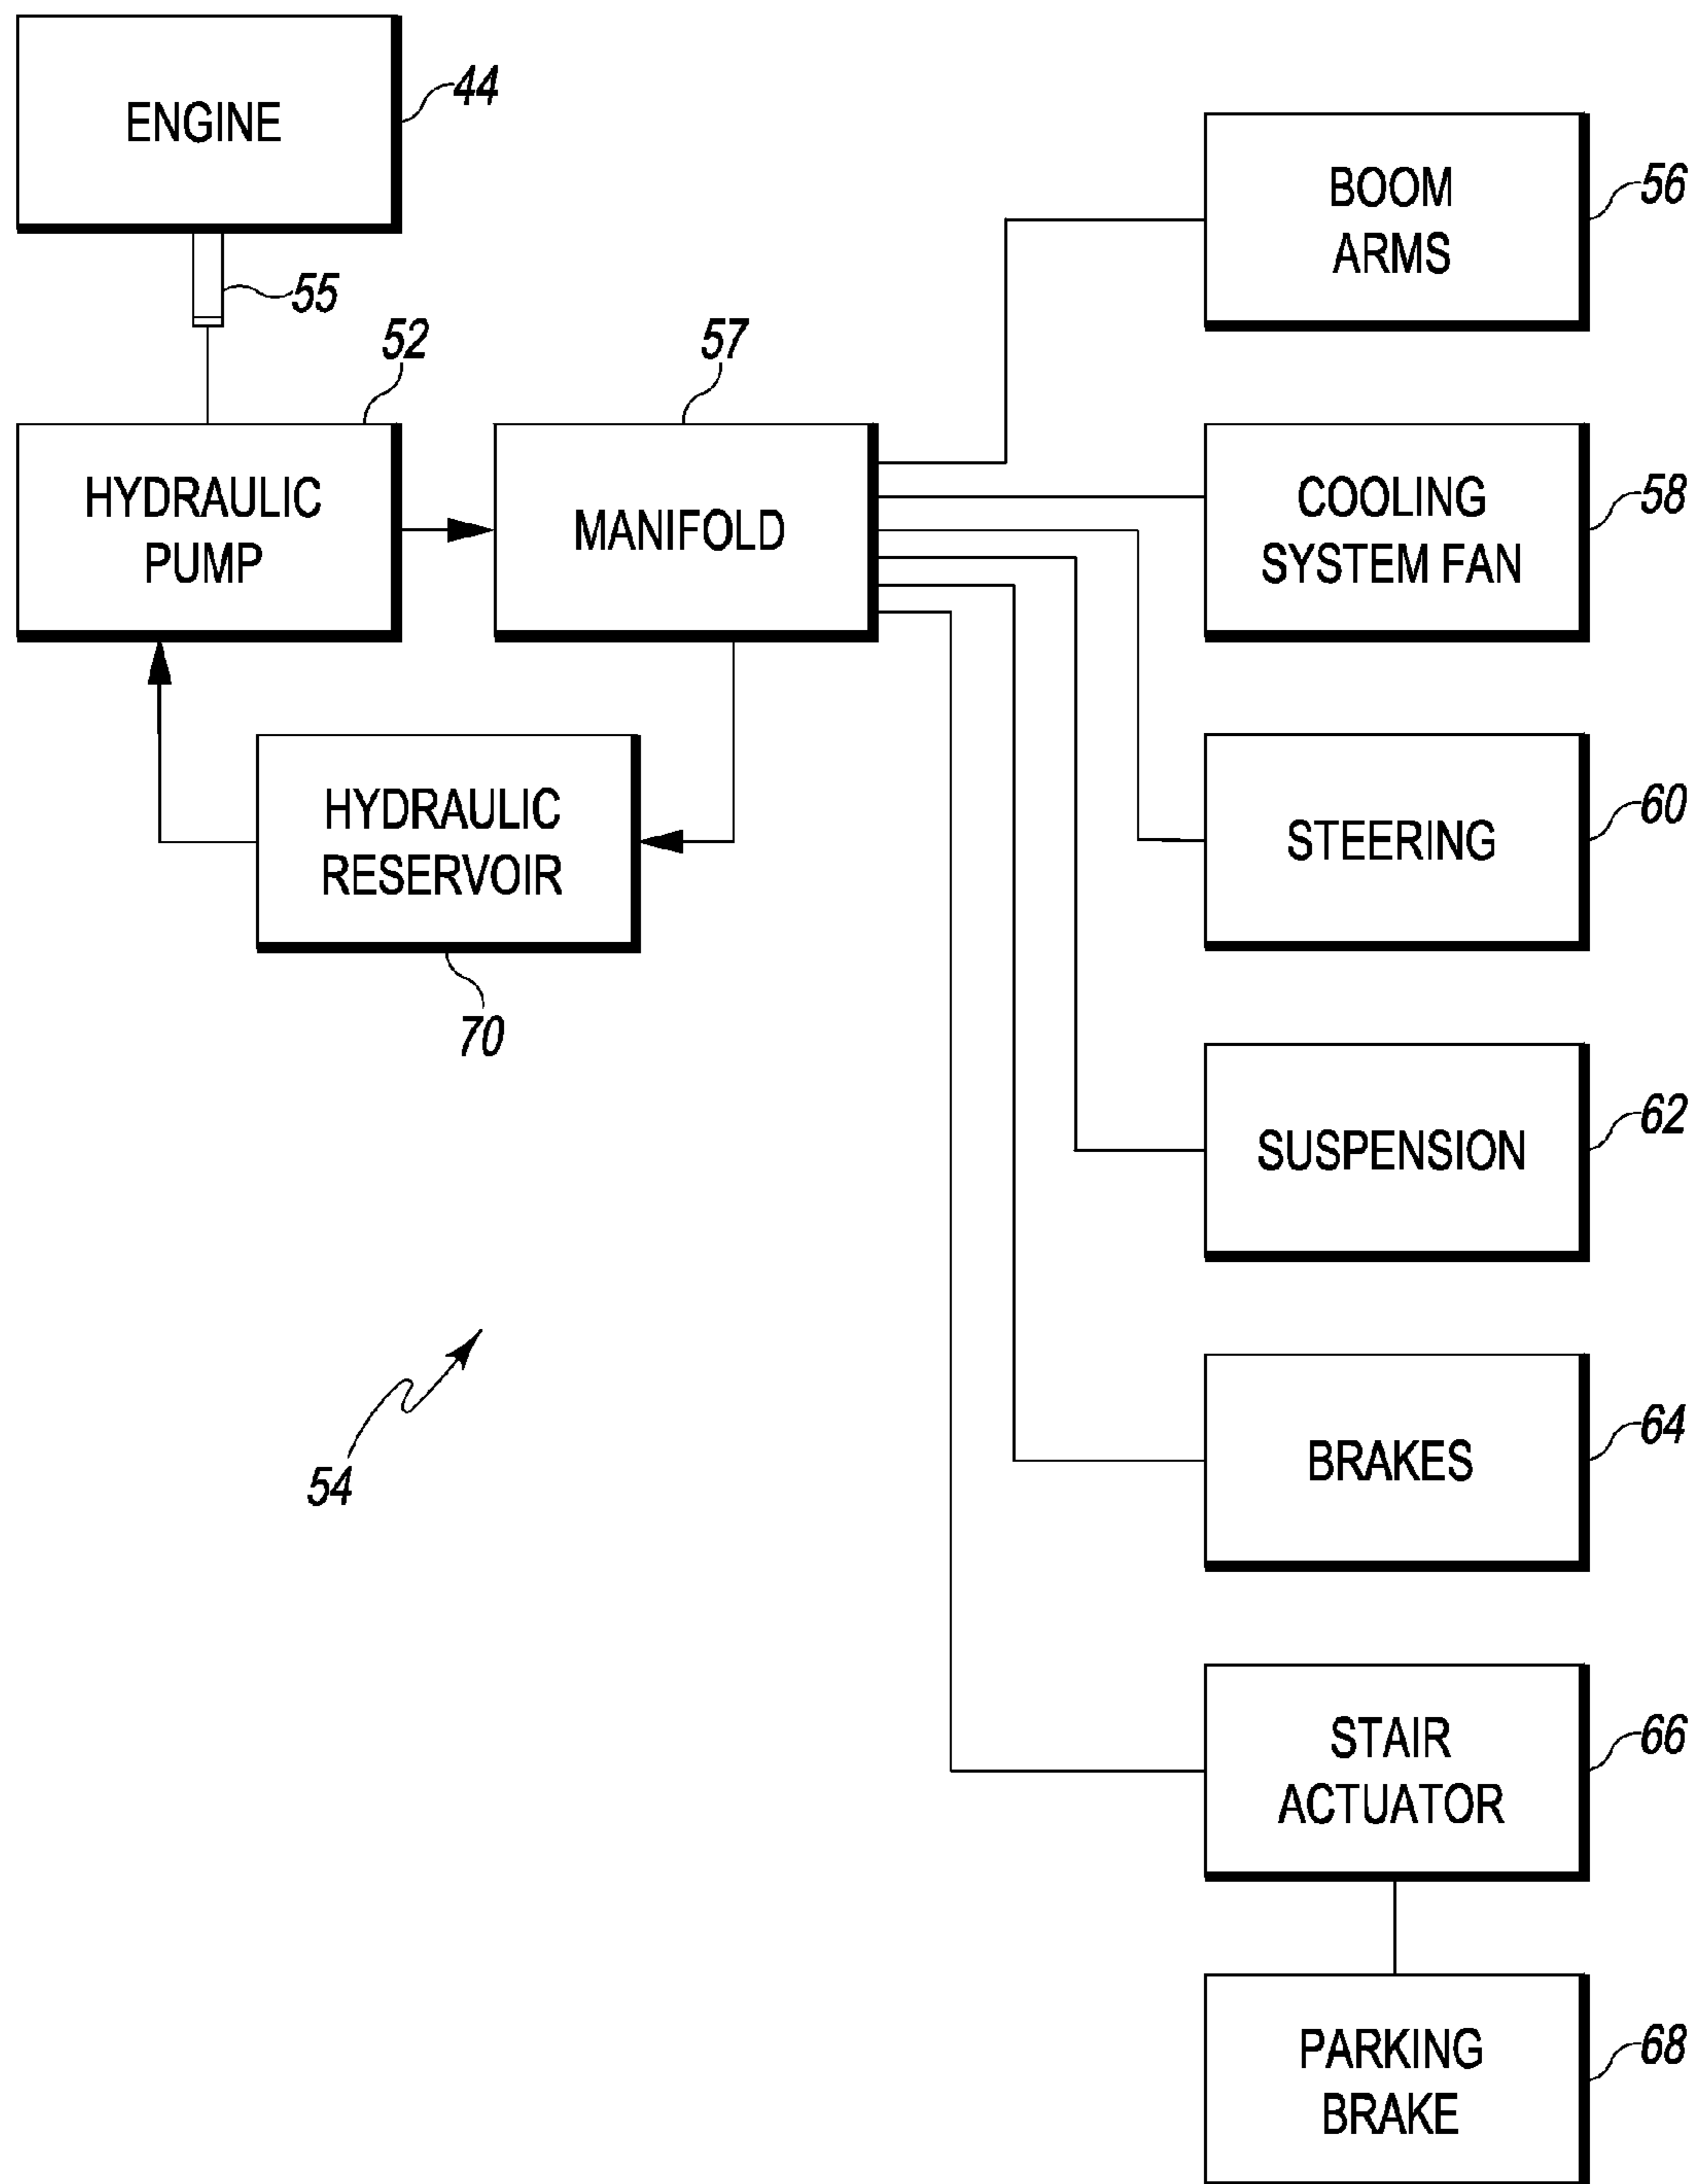 ENGINE
44
55
HYDRAULIC
PUMP
52
MANIFOLD
57
HYDRAULIC
RESERVOIR
70
54
BOOM
ARMS
56
COOLING
SYSTEM FAN
58
STEERING
60
SUSPENSION
62
BRAKES
64
STAIR
ACTUATOR
66
PARKING
BRAKE
68